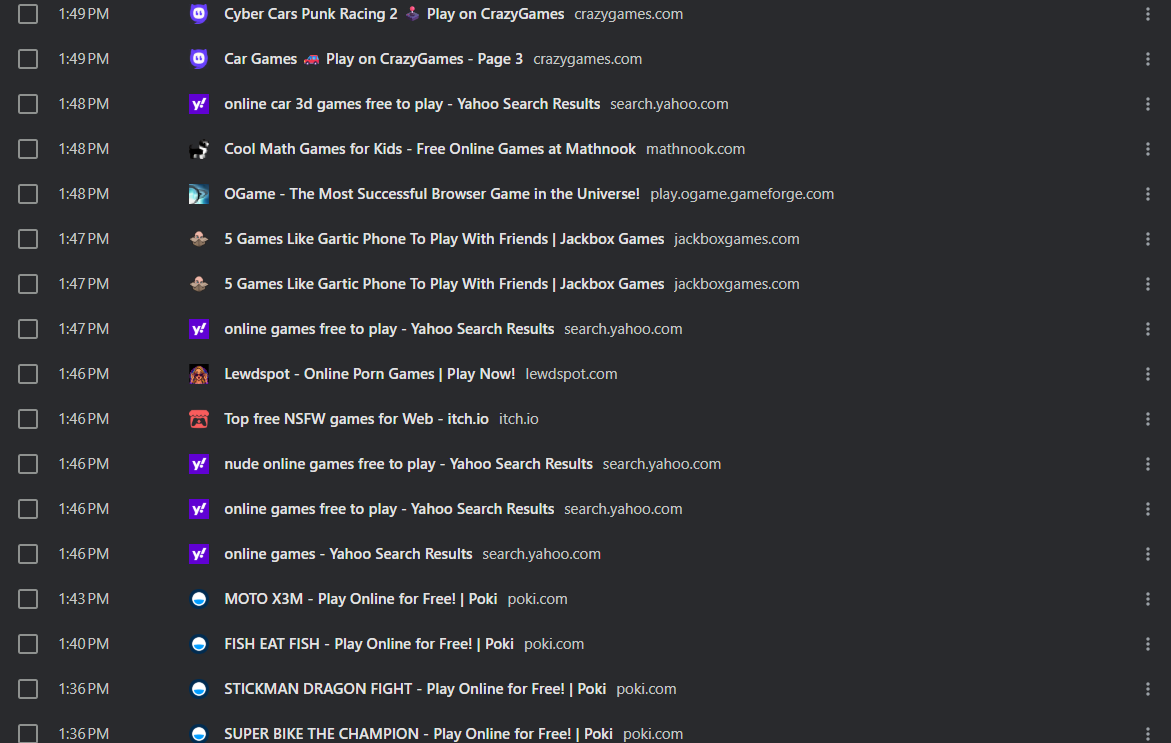 1:49 PM Cyber Cars Punk Racing 2 🕹️ Play on CrazyGames crazygames.com
1:49 PM Car Games 🚗 Play on CrazyGames - Page 3 crazygames.com
1:48 PM y! online car 3d games free to play - Yahoo Search Results search.yahoo.com
1:48 PM Cool Math Games for Kids - Free Online Games at Mathnook mathnook.com
1:48 PM OGame - The Most Successful Browser Game in the Universe! play.ogame.gameforge.com
1:47 PM 5 Games Like Gartic Phone To Play With Friends | Jackbox Games jackboxgames.com
1:47 PM 5 Games Like Gartic Phone To Play With Friends | Jackbox Games jackboxgames.com
1:47 PM y! online games free to play - Yahoo Search Results search.yahoo.com
1:46 PM Lewdspot - Online Porn Games | Play Now! lewdspot.com
1:46 PM Top free NSFW games for Web - itch.io itch.io
1:46 PM y! nude online games free to play - Yahoo Search Results search.yahoo.com
1:46 PM y! online games free to play - Yahoo Search Results search.yahoo.com
1:46 PM y! online games - Yahoo Search Results search.yahoo.com
1:43 PM MOTO X3M - Play Online for Free! | Poki poki.com
1:40 PM FISH EAT FISH - Play Online for Free! | Poki poki.com
1:36 PM STICKMAN DRAGON FIGHT - Play Online for Free! | Poki poki.com
1:36 PM SUPER BIKE THE CHAMPION - Play Online for Free! | Poki poki.com